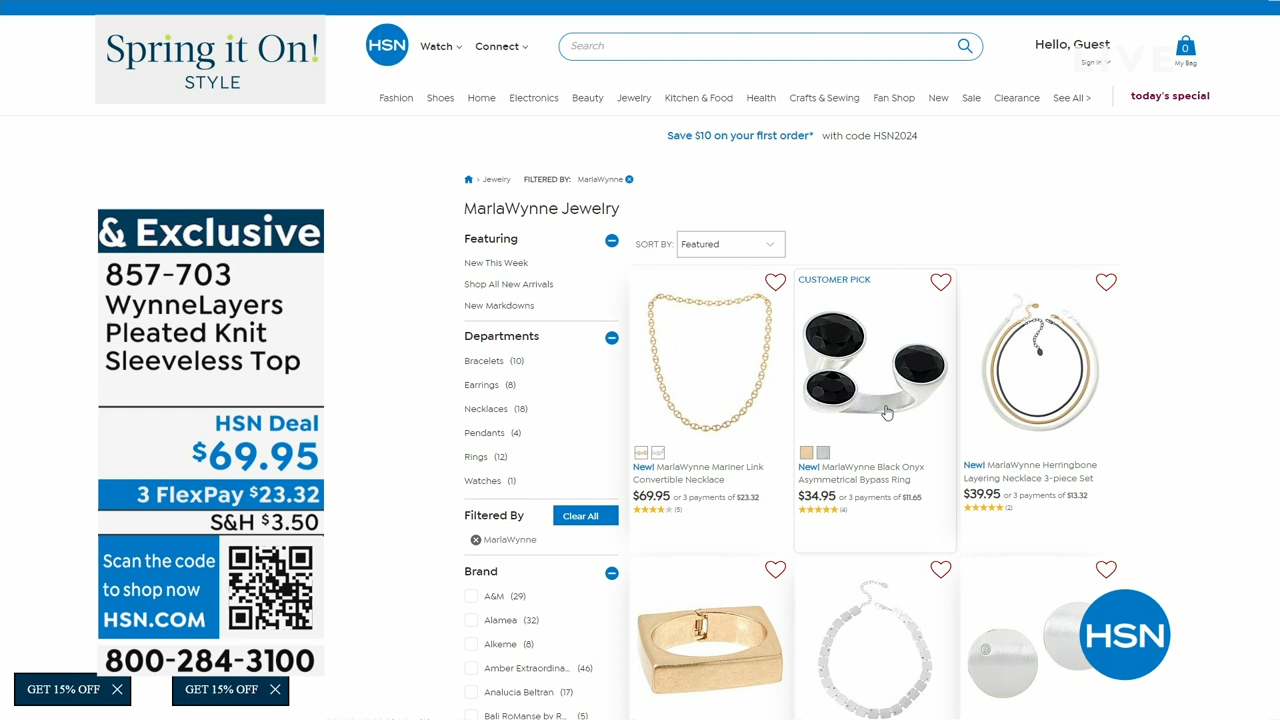 Spring it On!
STYLE
HSN
Watch
Connect
Search
Hello, Guest
Sign In
LIVE
0
My Bag
Fashion Shoes Home Electronics Beauty Jewelry Kitchen & Food Health Crafts & Sewing Fan Shop New Sale Clearance See All > today's special
Save $10 on your first order* with code HSN2024
> Jewelry FILTERED BY: MarlaWynne
MarlaWynne Jewelry
Featuring
New This Week
Shop All New Arrivals
New Markdowns
Departments
Bracelets (10)
Earrings (8)
Necklaces (18)
Pendants (4)
Rings (12)
Watches (1)
Filtered By
Clear All
MarlaWynne
Brand
A&M (29)
Alamea (32)
Alkeme (8)
Amber Extraordina... (46)
Analucia Beltran (17)
Bali RoManse by R... (5)
SORT BY: Featured
New! MarlaWynne Mariner Link
Convertible Necklace
$69.95 or 3 payments of $23.32
(5)
CUSTOMER PICK
New! MarlaWynne Black Onyx
Asymmetrical Bypass Ring
$34.95 or 3 payments of $11.65
(4)
New! MarlaWynne Herringbone
Layering Necklace 3-piece Set
$39.95 or 3 payments of $13.32
(2)
& Exclusive
857-703
WynneLayers
Pleated Knit
Sleeveless Top
HSN Deal
$69.95
3 FlexPay $23.32
S&H $3.50
Scan the code
to shop now
HSN.COM
800-284-3100
GET 15% OFF
GET 15% OFF
HSN